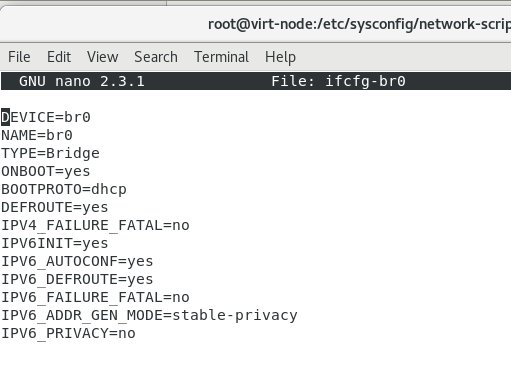 root@virt-node:/etc/sysconfig/network-scrip
File Edit View Search Terminal Help
GNU nano 2.3.1 File: ifcfg-br0
DEVICE=br0
NAME=br0
TYPE=Bridge
ONBOOT=yes
BOOTPROTO=dhcp
DEFROUTE=yes
IPV4_FAILURE_FATAL=no
IPV6INIT=yes
IPV6_AUTOCONF=yes
IPV6_DEFROUTE=yes
IPV6_FAILURE_FATAL=no
IPV6_ADDR_GEN_MODE=stable-privacy
IPV6_PRIVACY=no